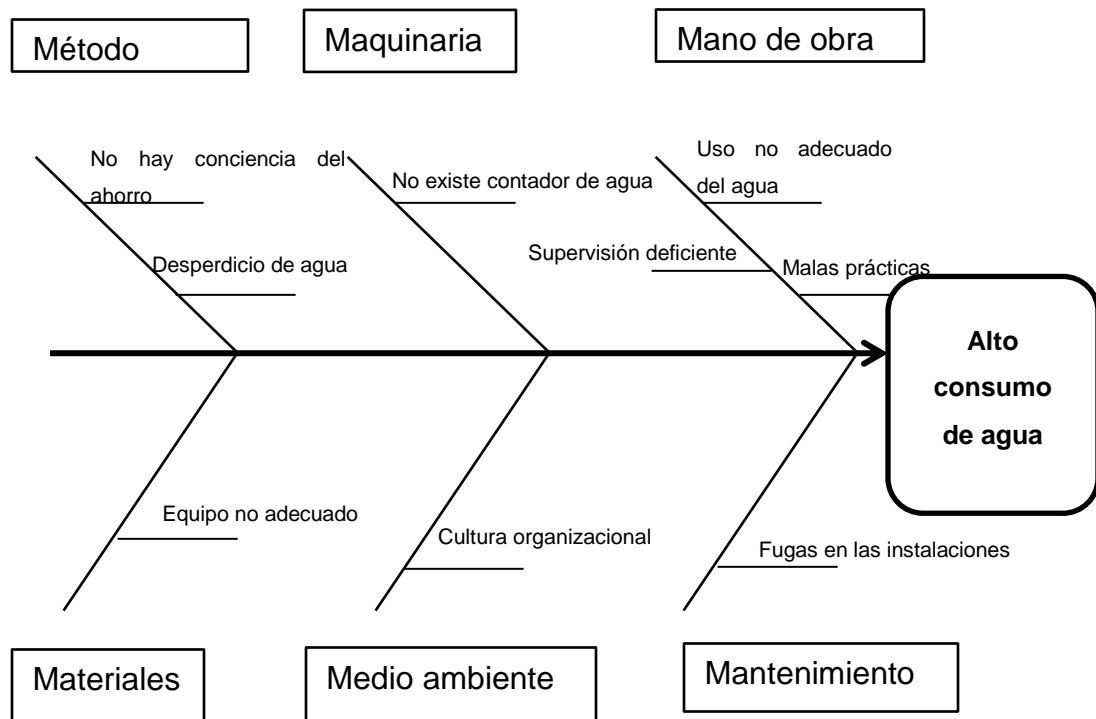 Método
Maquinaria
Mano de obra
No hay conciencia del
ahorro
No existe contador de agua
Uso no adecuado
del agua
Desperdicio de agua
Supervisión deficiente
Malas prácticas
Alto
consumo
de agua
Equipo no adecuado
Cultura organizacional
Fugas en las instalaciones
Materiales
Medio ambiente
Mantenimiento